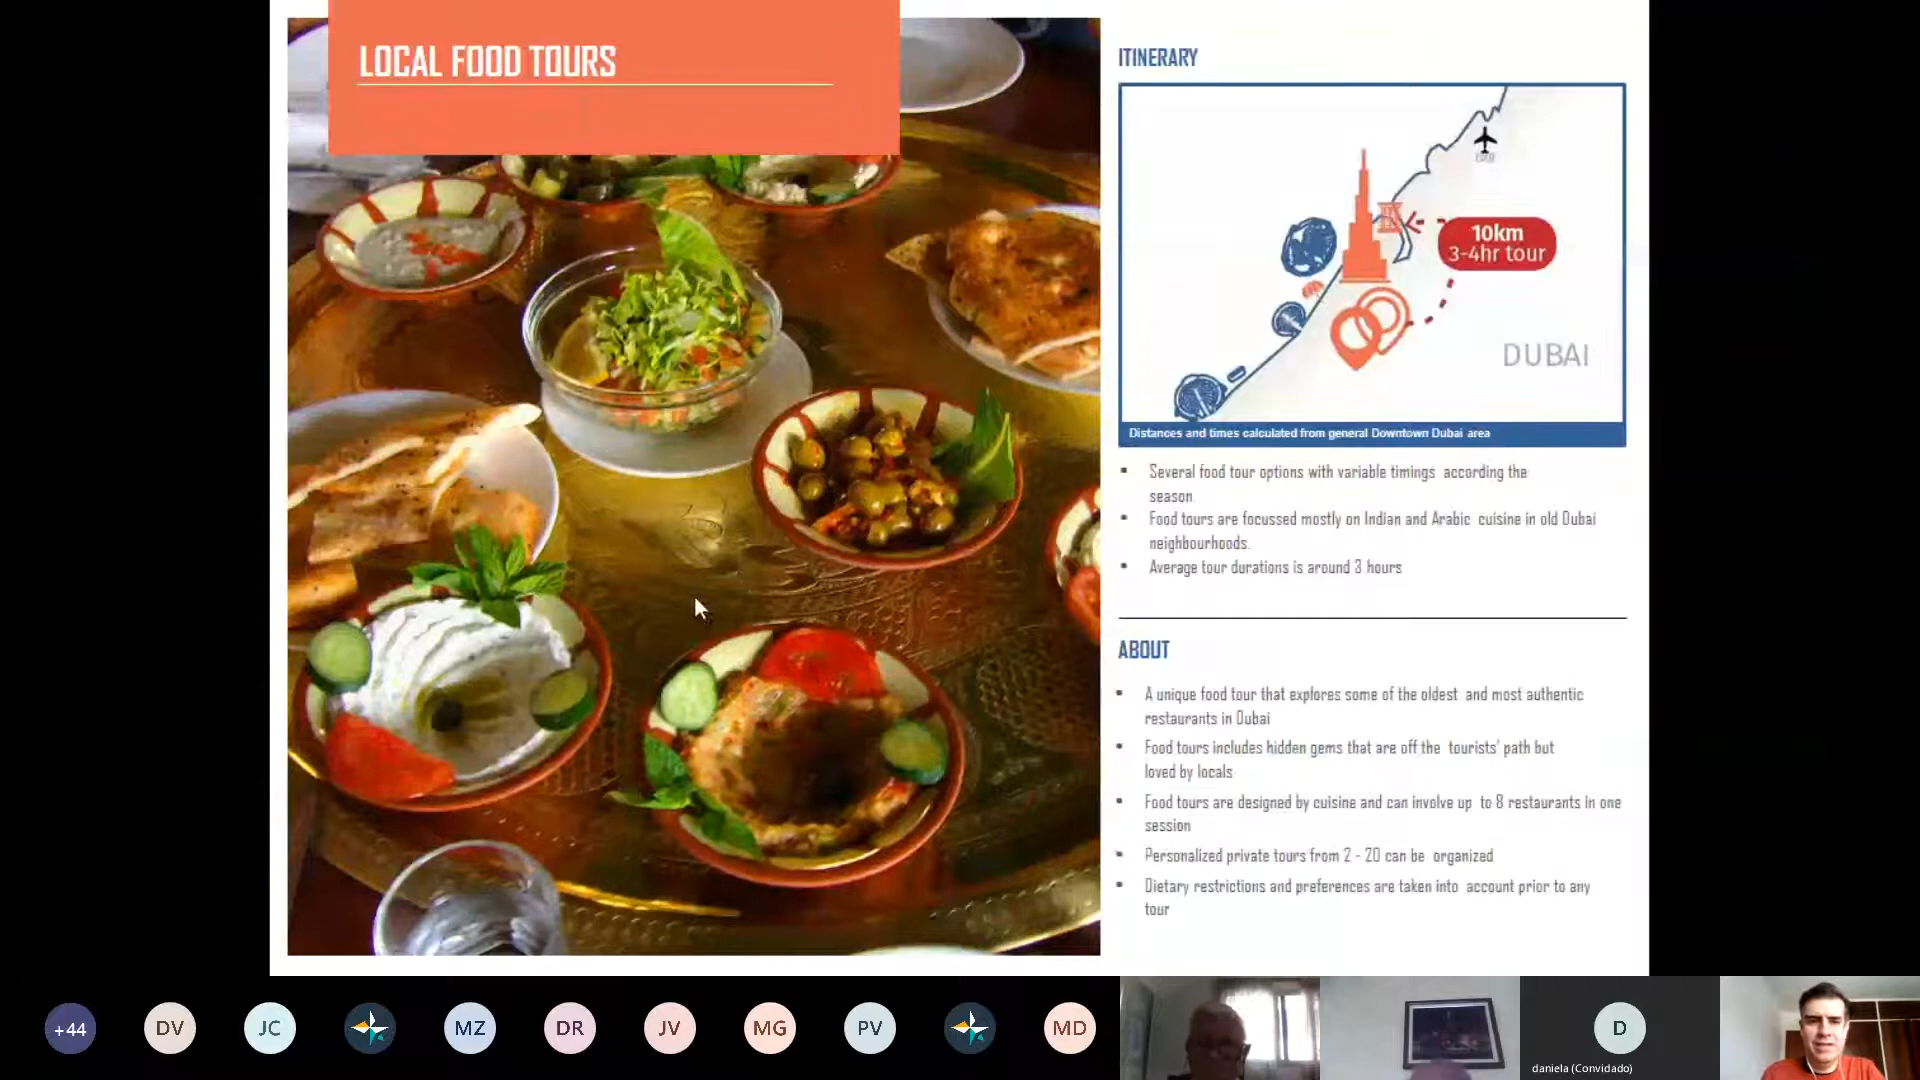 LOCAL FOOD TOURS
ITINERARY
10km
3-4hr tour
DUBAI
Distances and times calculated from general Downtown Dubai area
Several food tour options with variable timings according the
season
Food tours are focussed mostly on Indian and Arabic cuisine in old Dubai
neighbourhoods.
Average tour durations is around 3 hours
ABOUT
A unique food tour that explores some of the oldest and most authentic
restaurants in Dubai
Food tours includes hidden gems that are off the tourists' path but
loved by locals
Food tours are designed by cuisine and can involve up to 8 restaurants in one
session
Personalized private tours from 2 - 20 can be organized
Dietary restrictions and preferences are taken into account prior to any
tour
+44
DV
JC
MZ
DR
JV
MG
PV
MD
D
daniela (Convidado)